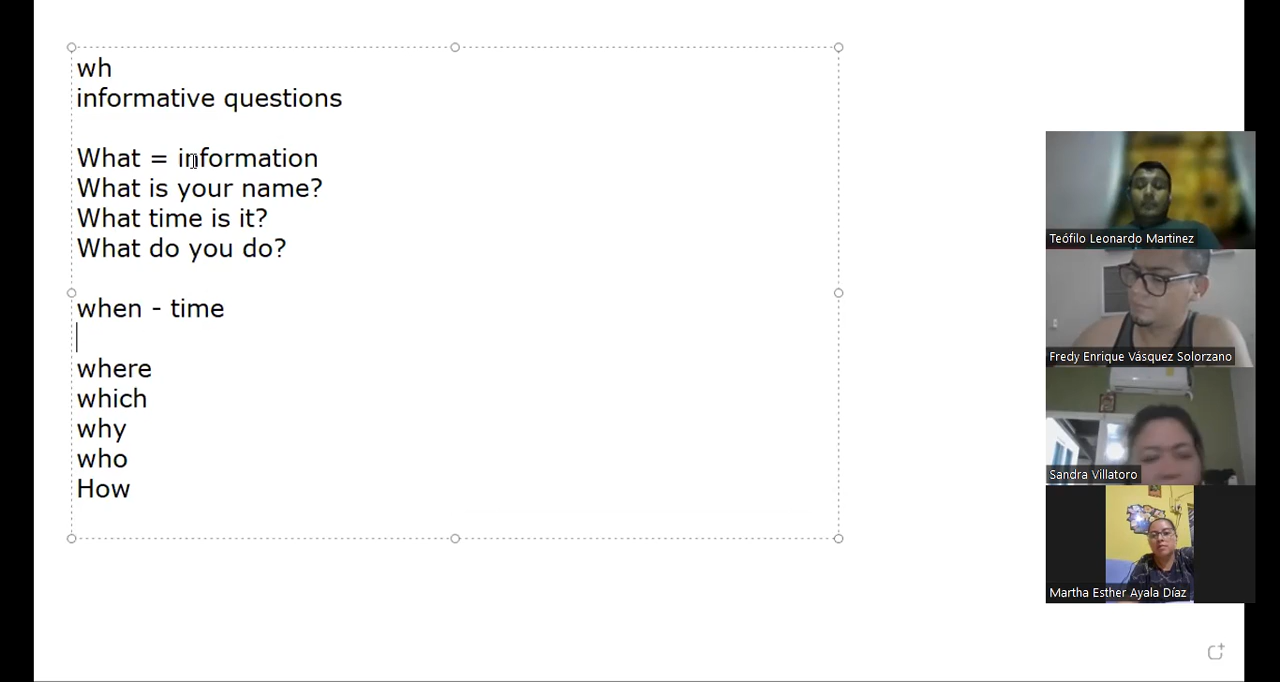 wh
informative questions
What = information
What is your name?
What time is it?
What do you do?
when - time
where
which
why
who
How
Teófilo Leonardo Martinez
Fredy Enrique Vásquez Solorzano
Sandra Villatoro
Martha Esther Ayala Díaz